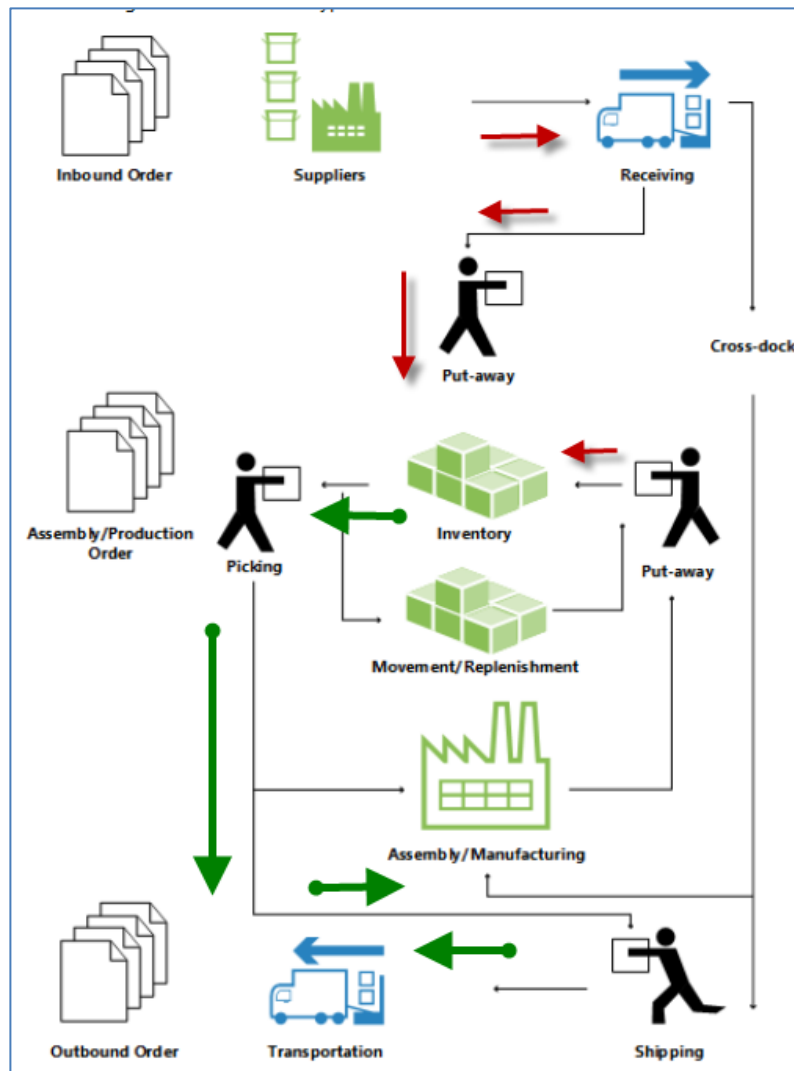 Inbound Order
Suppliers
Receiving
Put-away
Cross-dock
Assembly/Production
Order
Picking
Inventory
Put-away
Movement/Replenishment
Assembly/Manufacturing
Outbound Order
Transportation
Shipping